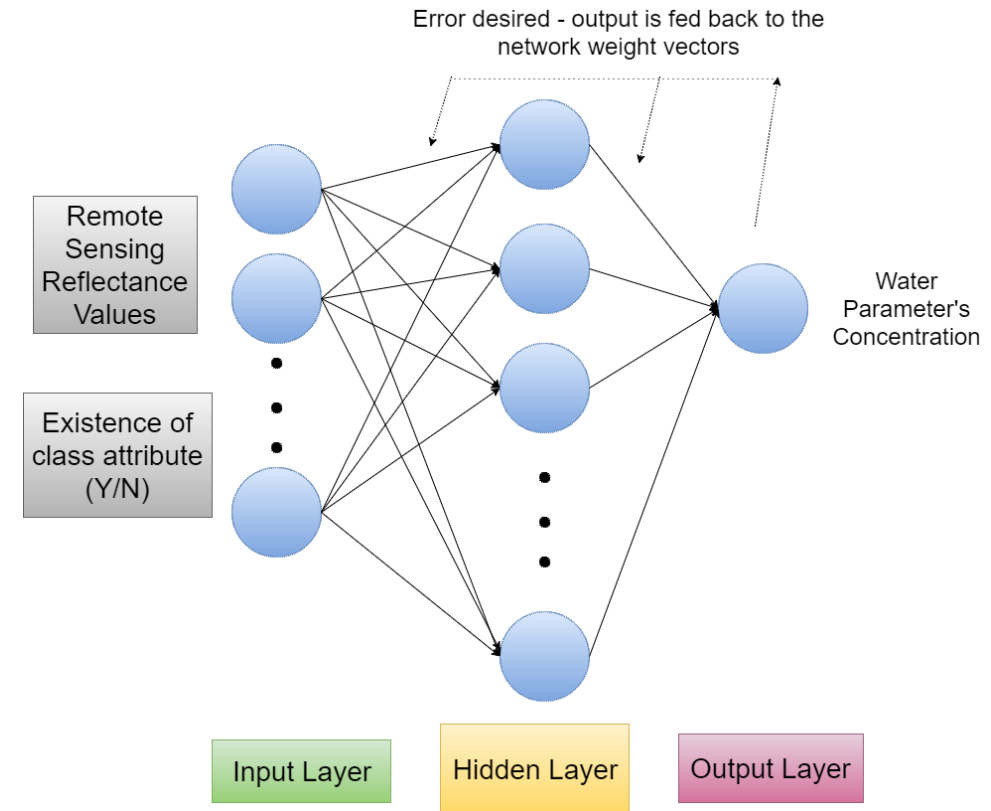 Error desired - output is fed back to the
network weight vectors
Remote
Sensing
Reflectance
Values
Existence of
class attribute
(Y/N)
Water
Parameter's
Concentration
Input Layer
Hidden Layer
Output Layer